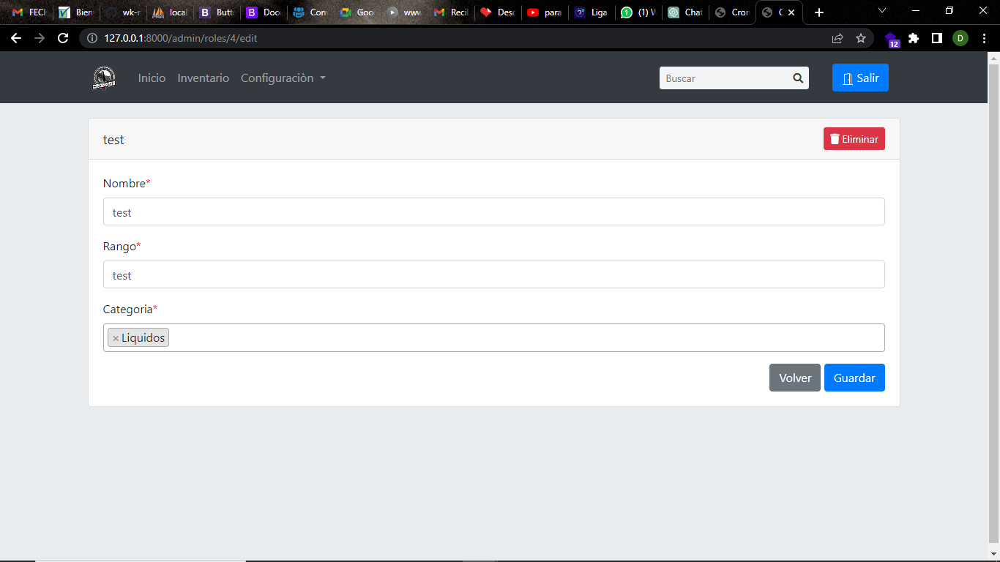 FECH Bien wk-r local Butt Doo Con Goo www Recil Desc para Liga (1) W Chat Cron C
127.0.0.1:8000/admin/roles/4/edit 12 D
Inicio Inventario Configuraciòn Buscar Salir
test Eliminar
Nombre*
test
Rango*
test
Categoria*
× Liquidos
Volver Guardar